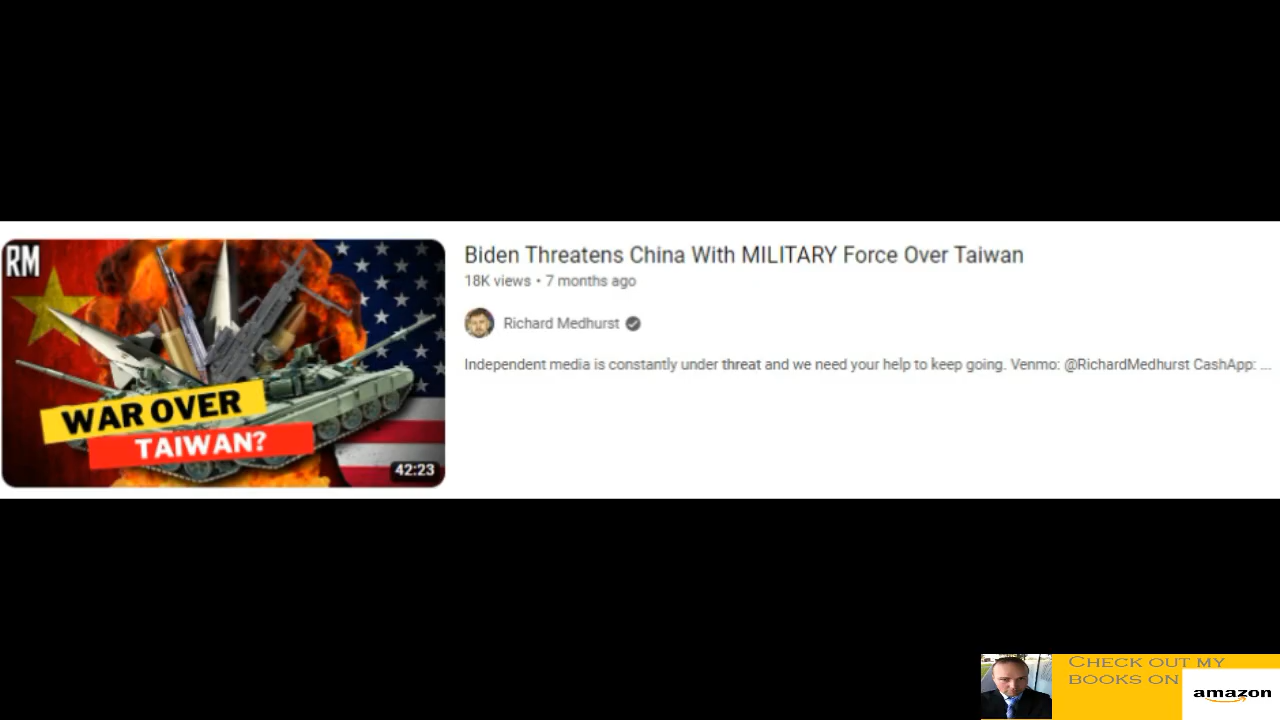 RM
WAR OVER
TAIWAN?
42:23
Biden Threatens China With MILITARY Force Over Taiwan
18K views • 7 months ago
Richard Medhurst
Independent media is constantly under threat and we need your help to keep going. Venmo: @RichardMedhurst CashApp: ...
CHECK OUT MY
BOOKS ON
amazon